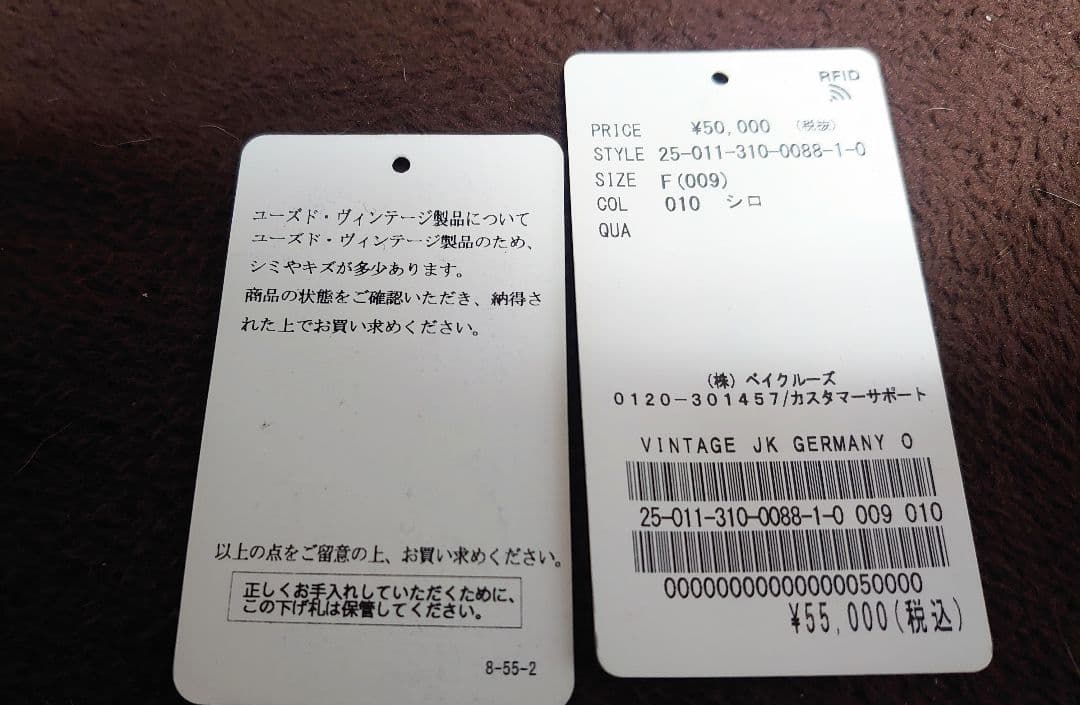 ユーズド・ヴィンテージ製品について
ユーズド・ヴィンテージ製品のため、
シミやキズが多少あります。
商品の状態をご確認いただき、納得さ
れた上でお買い求めください。
以上の点をご留意の上、お買い求めください。
正しくお手入れしていただくために、
この下げ札は保管してください。
8-55-2
RFID
PRICE ¥50,000 (税抜)
STYLE 25-011-310-0088-1-0
SIZE F(009)
COL 010 シロ
QUA
(株) ベイクルーズ
0120-301457/カスタマーサポート
VINTAGE JK GERMANY O
25-011-310-0088-1-0 009 010
00000000000000050000
¥55,000(税込)